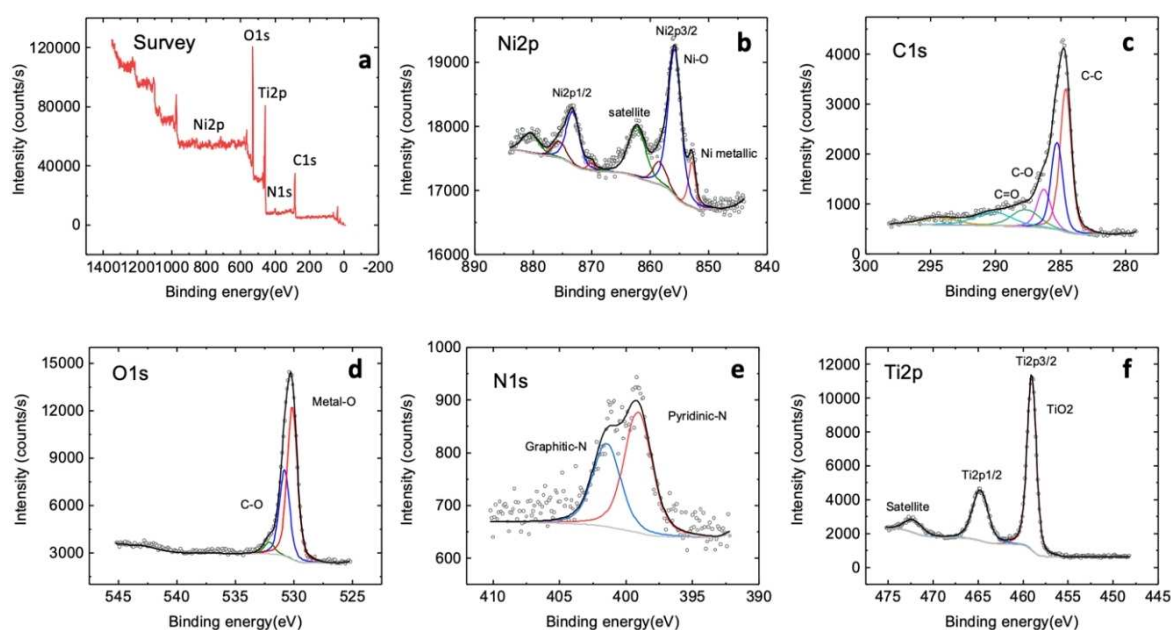 Survey
a
O1s
Ti2p
Ni2p
C1s
N1s
Intensity (counts/s)
120000
80000
40000
0
1400 1200 1000 800 600 400 200 0 -200
Binding energy(eV)
Ni2p
b
Ni2p3/2
Ni-O
Ni2p1/2
satellite
Ni metallic
Intensity (counts/s)
19000
18000
17000
16000
890 880 870 860 850 840
Binding energy(eV)
C1s
c
C-C
C-O
C=O
Intensity (counts/s)
4000
3000
2000
1000
0
300 295 290 285 280
Binding energy(eV)
O1s
d
Metal-O
C-O
Intensity (counts/s)
15000
12000
9000
6000
3000
545 540 535 530 525
Binding energy(eV)
N1s
e
Pyridinic-N
Graphitic-N
Intensity (counts/s)
1000
900
800
700
600
410 408 404 400 396 392
Binding energy(eV)
Ti2p
f
Ti2p3/2
TiO2
Ti2p1/2
Satellite
Intensity (counts/s)
12000
10000
8000
6000
4000
2000
0
475 470 465 460 455 450 445
Binding energy(eV)